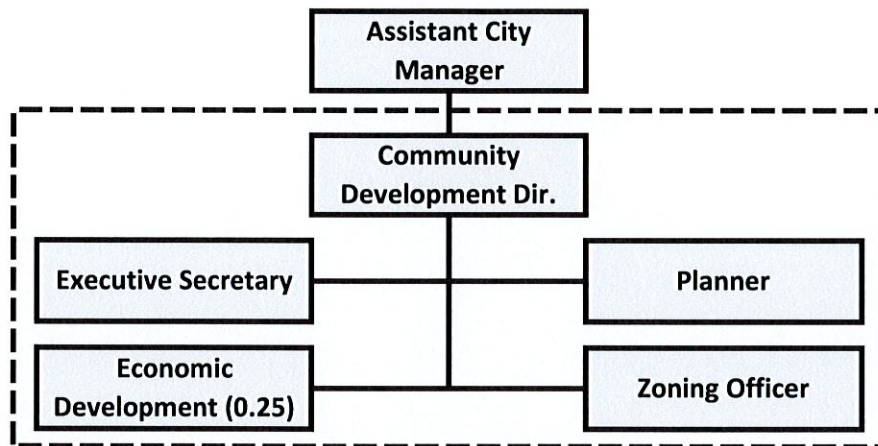 Assistant City
Manager
Community
Development Dir.
Executive Secretary
Planner
Economic
Development (0.25)
Zoning Officer